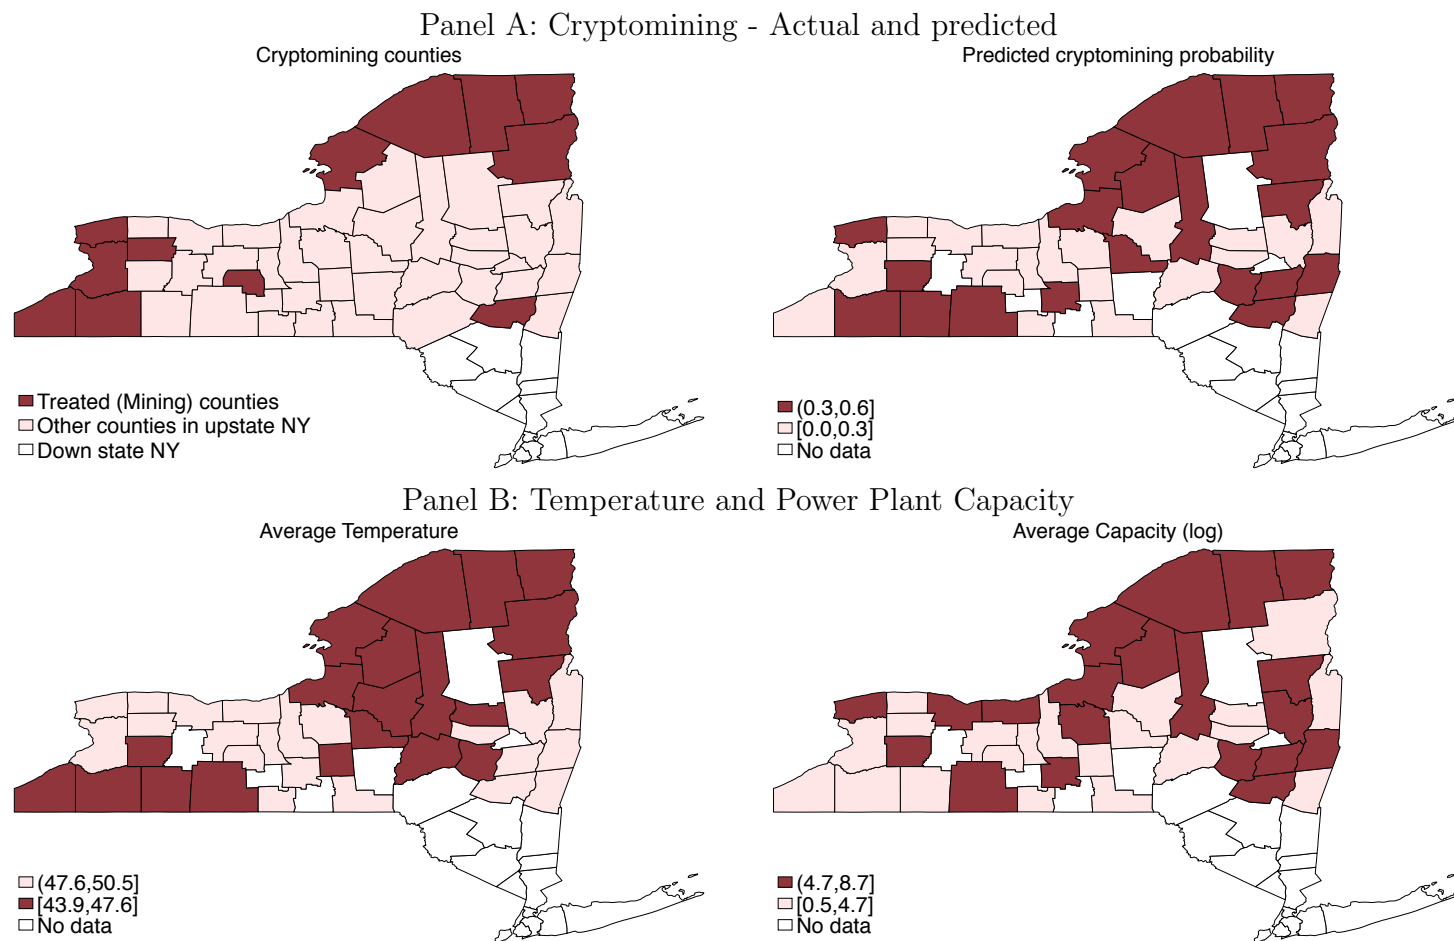 Panel A: Cryptomining - Actual and predicted
Cryptomining counties
Predicted cryptomining probability
Treated (Mining) counties
Other counties in upstate NY
Down state NY
(0.3,0.6]
[0.0,0.3]
No data
Panel B: Temperature and Power Plant Capacity
Average Temperature
Average Capacity (log)
(47.6,50.5]
[43.9,47.6]
No data
(4.7,8.7]
[0.5,4.7]
No data